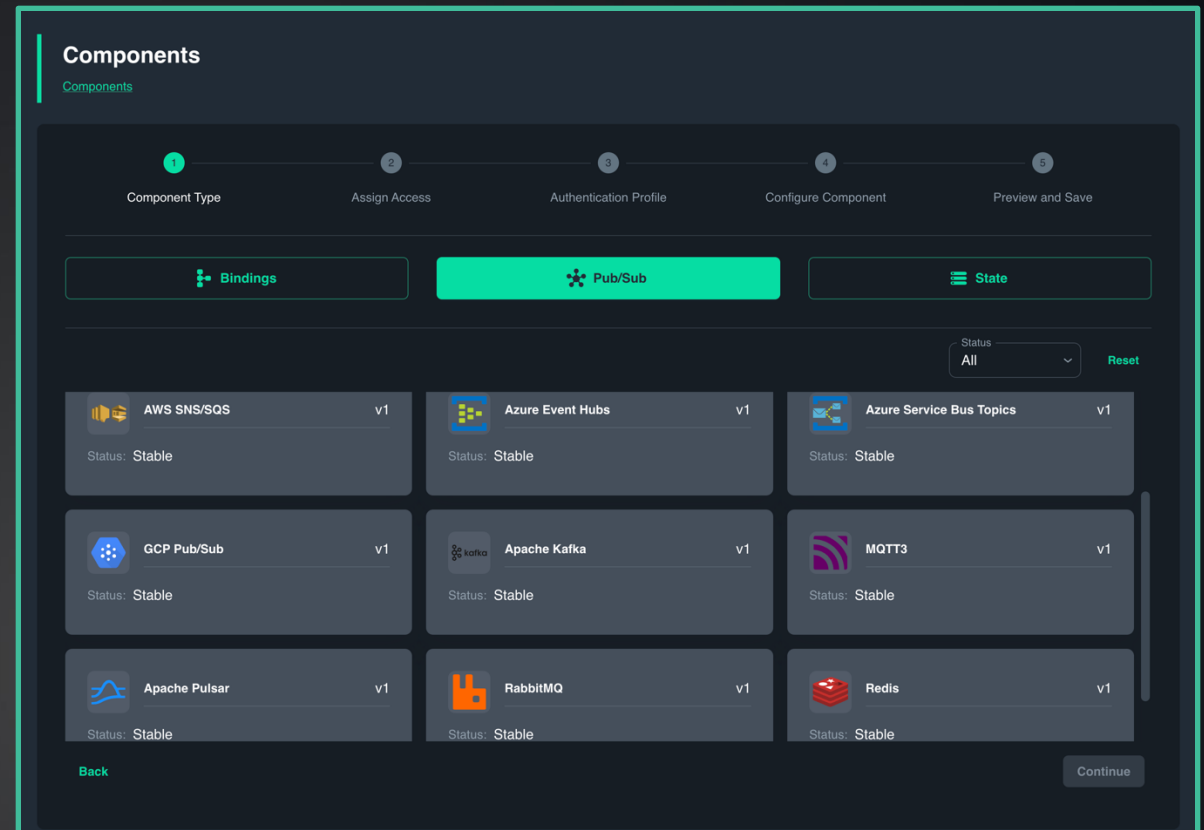 Components
Components
1 2 3 4 5
Component Type Assign Access Authentication Profile Configure Component Preview and Save
Bindings Pub/Sub State
Status
All Reset
AWS SNS/SQS v1 Azure Event Hubs v1 Azure Service Bus Topics v1
Status: Stable Status: Stable Status: Stable
GCP Pub/Sub v1 kafka Apache Kafka v1 MQTT3 v1
Status: Stable Status: Stable Status: Stable
Apache Pulsar v1 RabbitMQ v1 Redis v1
Status: Stable Status: Stable Status: Stable
Back Continue